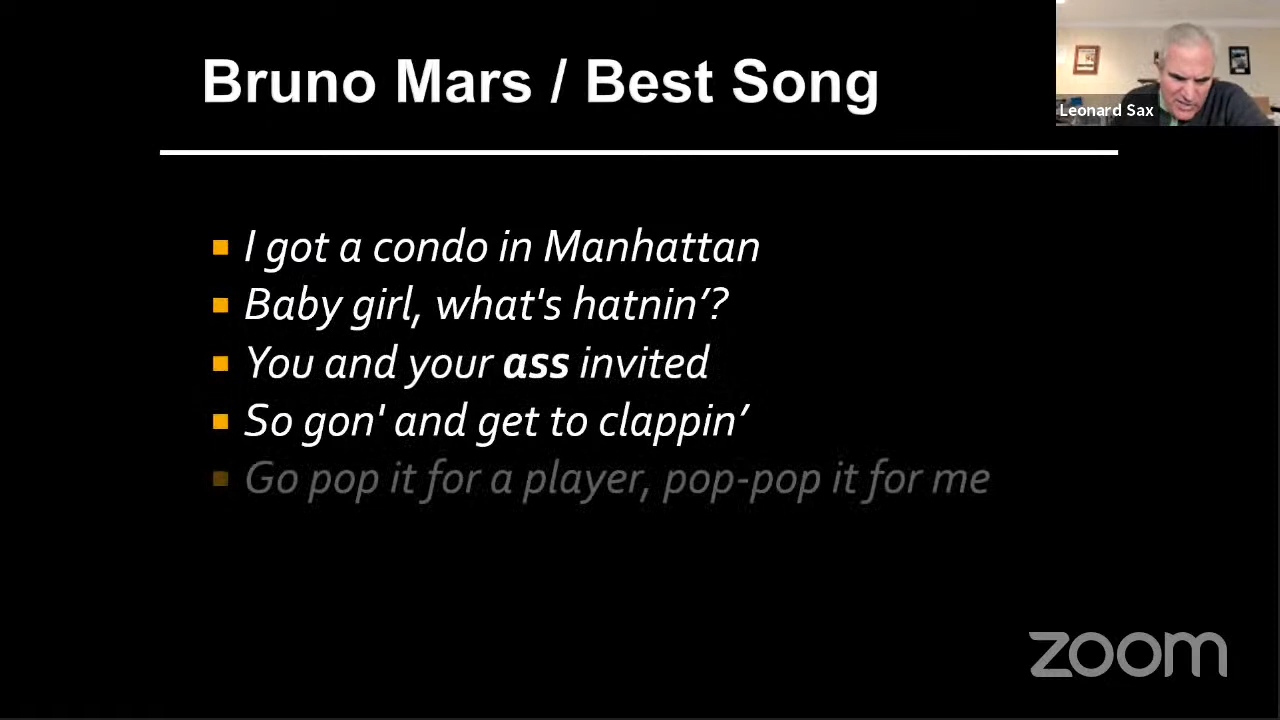 Bruno Mars / Best Song
Leonard Sax
I got a condo in Manhattan
Baby girl, what's hatnin’?
You and your ass invited
So gon' and get to clappin’
Go pop it for a player, pop-pop it for me
zoom